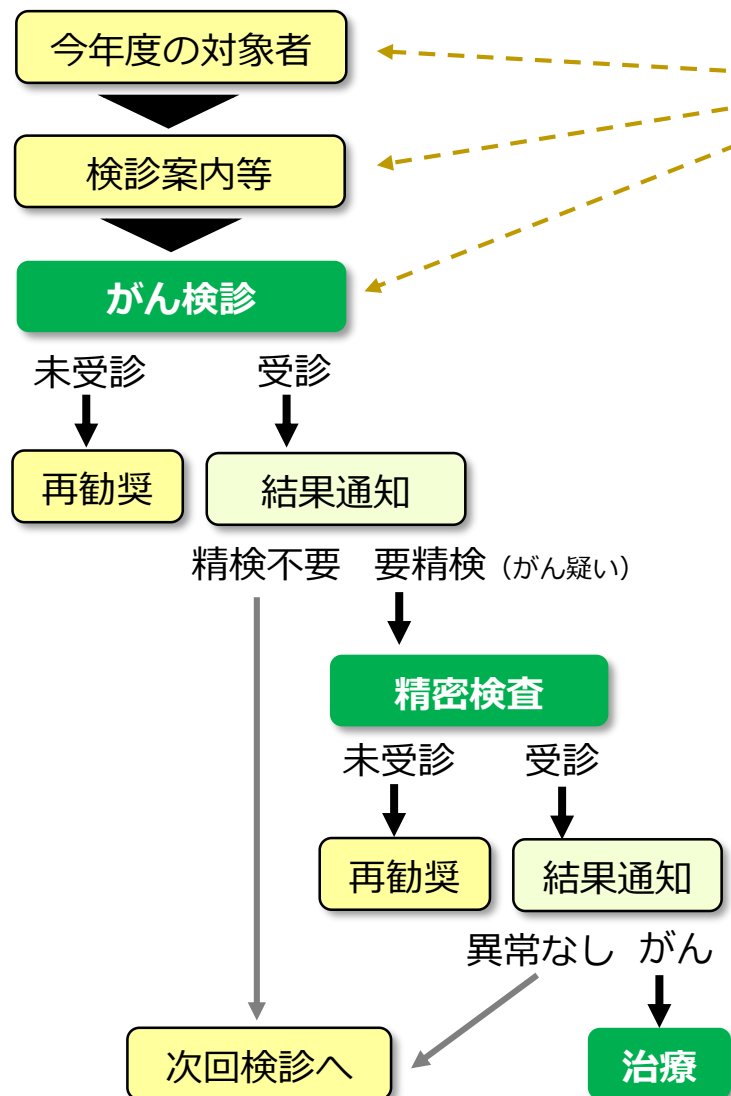 今年度の対象者
検診案内等
がん検診
未受診
受診
再勧奨
結果通知
精検不要
要精検（がん疑い）
精密検査
未受診
受診
再勧奨
結果通知
異常なし
がん
次回検診へ
治療